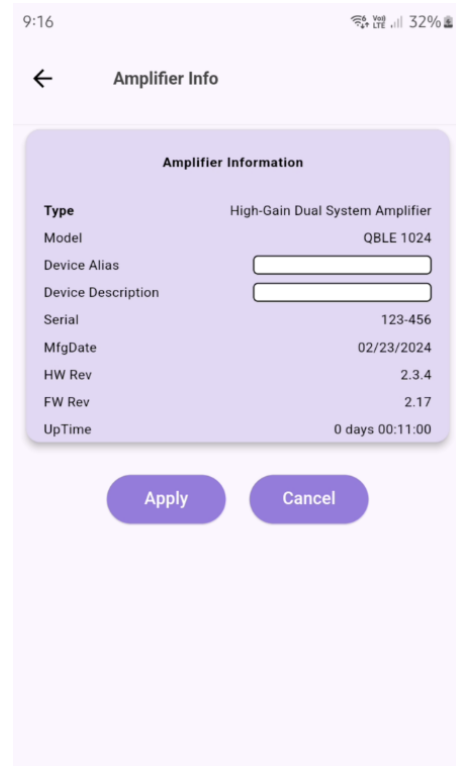 9:16 Vo) LTE 32%
Amplifier Info
Amplifier Information
Type High-Gain Dual System Amplifier
Model QBLE 1024
Device Alias
Device Description
Serial 123-456
MfgDate 02/23/2024
HW Rev 2.3.4
FW Rev 2.17
UpTime 0 days 00:11:00
Apply Cancel